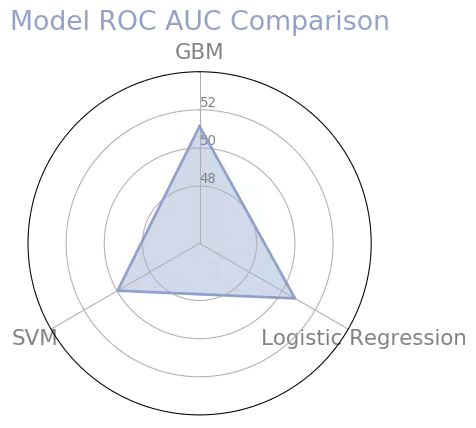 Model ROC AUC Comparison
GBM
52
50
48
SVM
Logistic Regression